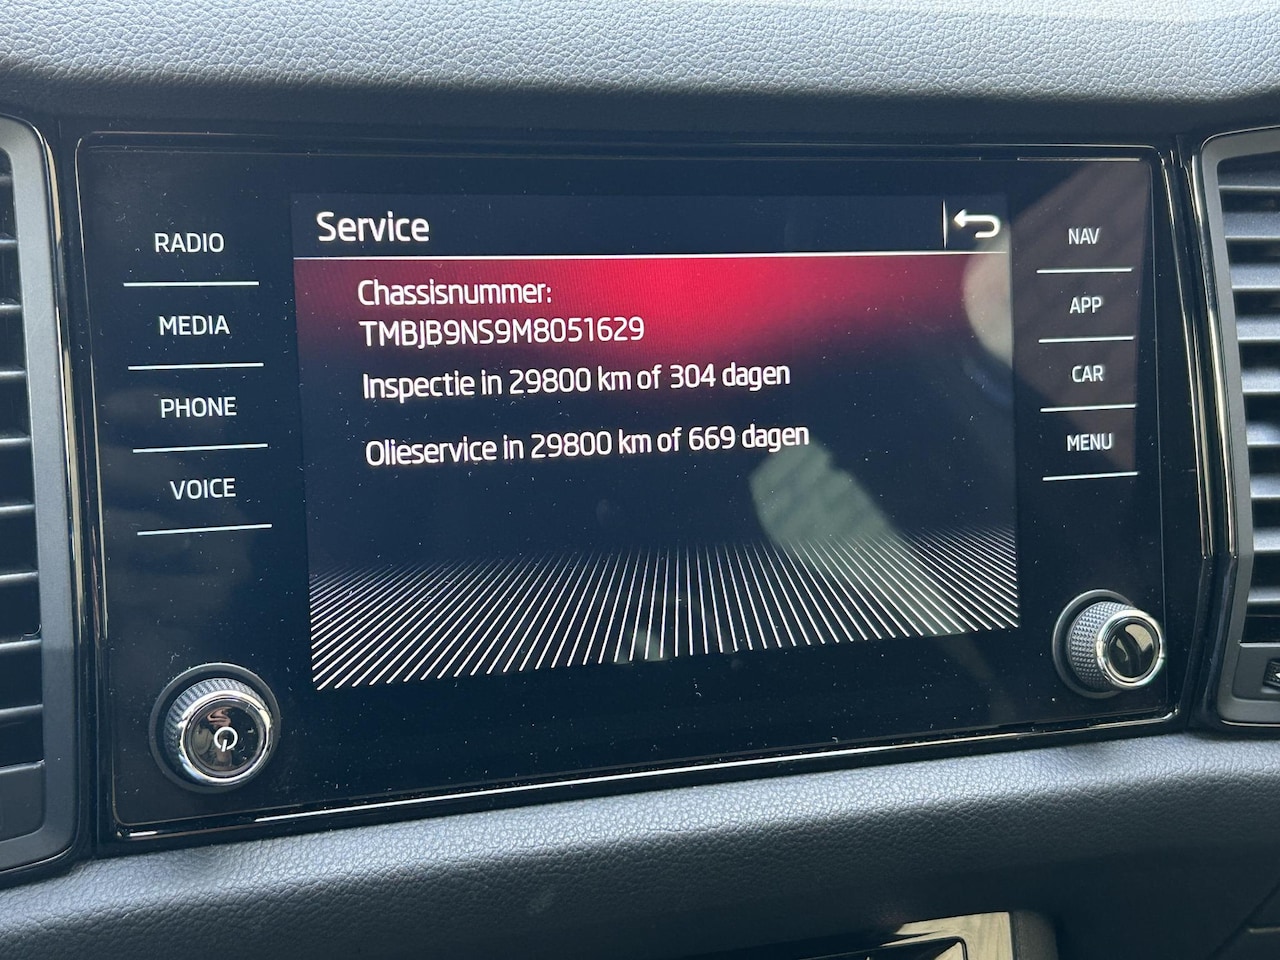 Service
RADIO
MEDIA
PHONE
VOICE
Chassisnummer:
TMBJB9NS9M8051629
Inspectie in 29800 km of 304 dagen
Olieservice in 29800 km of 669 dagen
NAV
APP
CAR
MENU